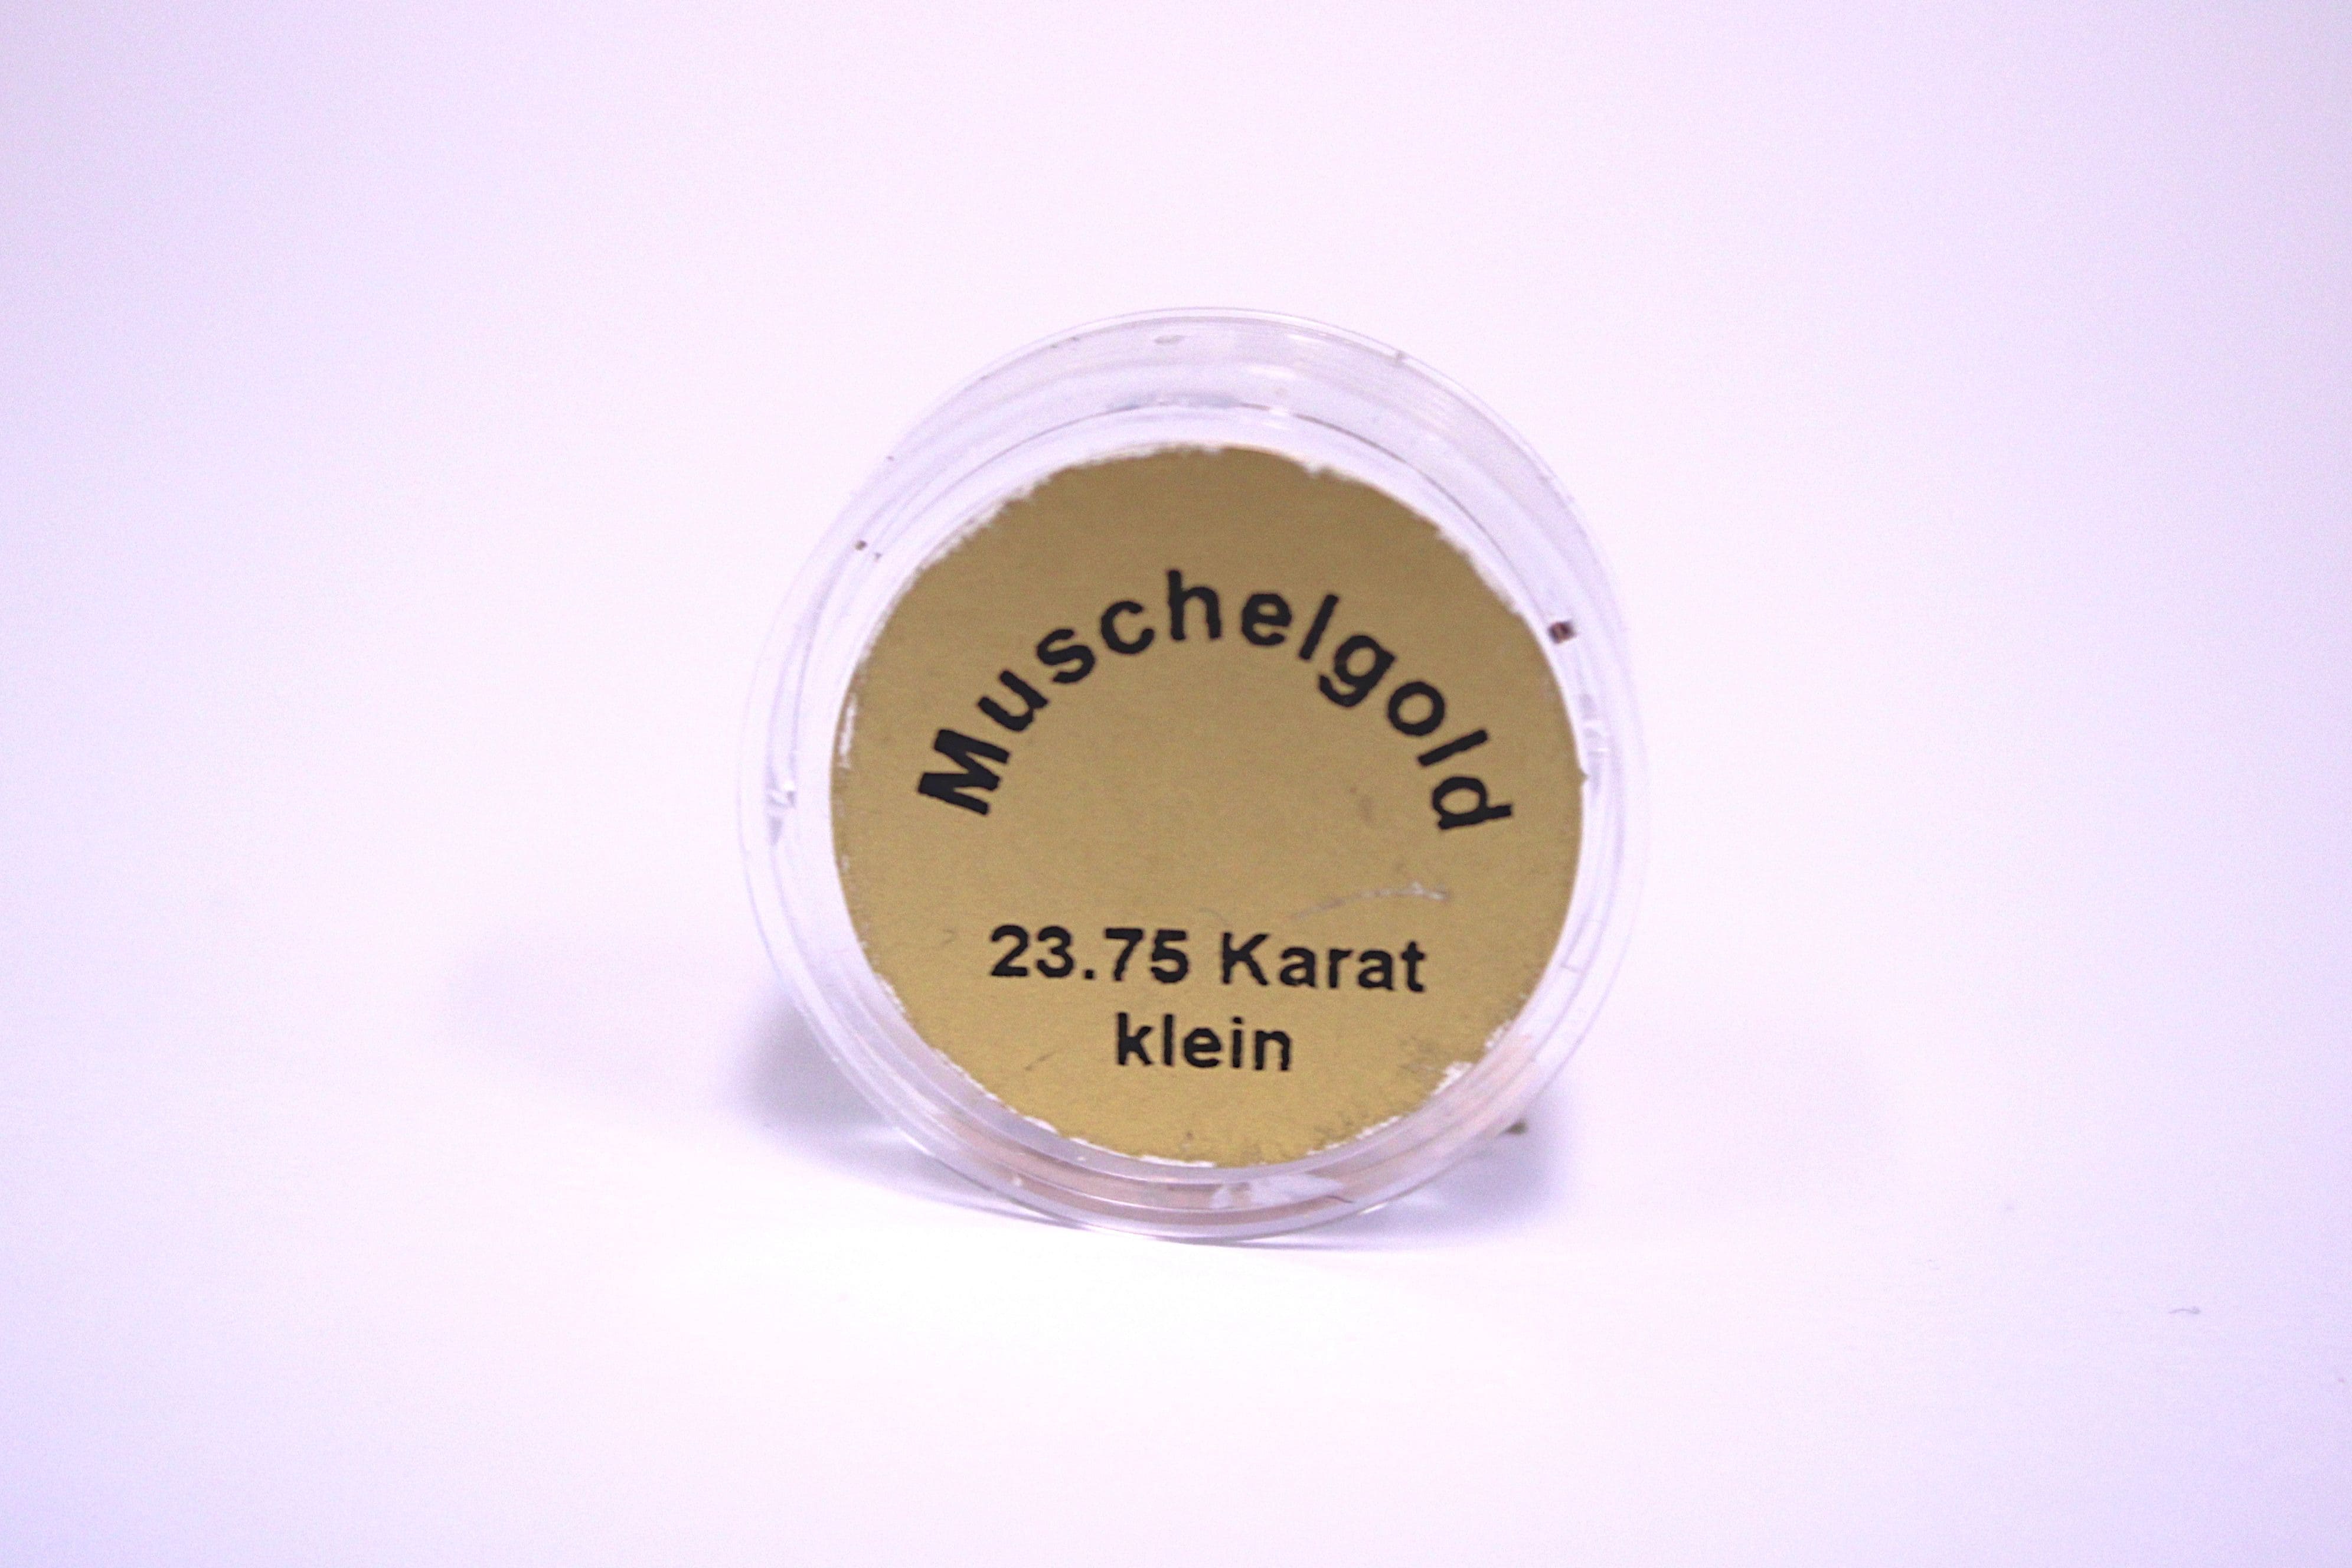 Muschelgold
23.75 Karat
klein